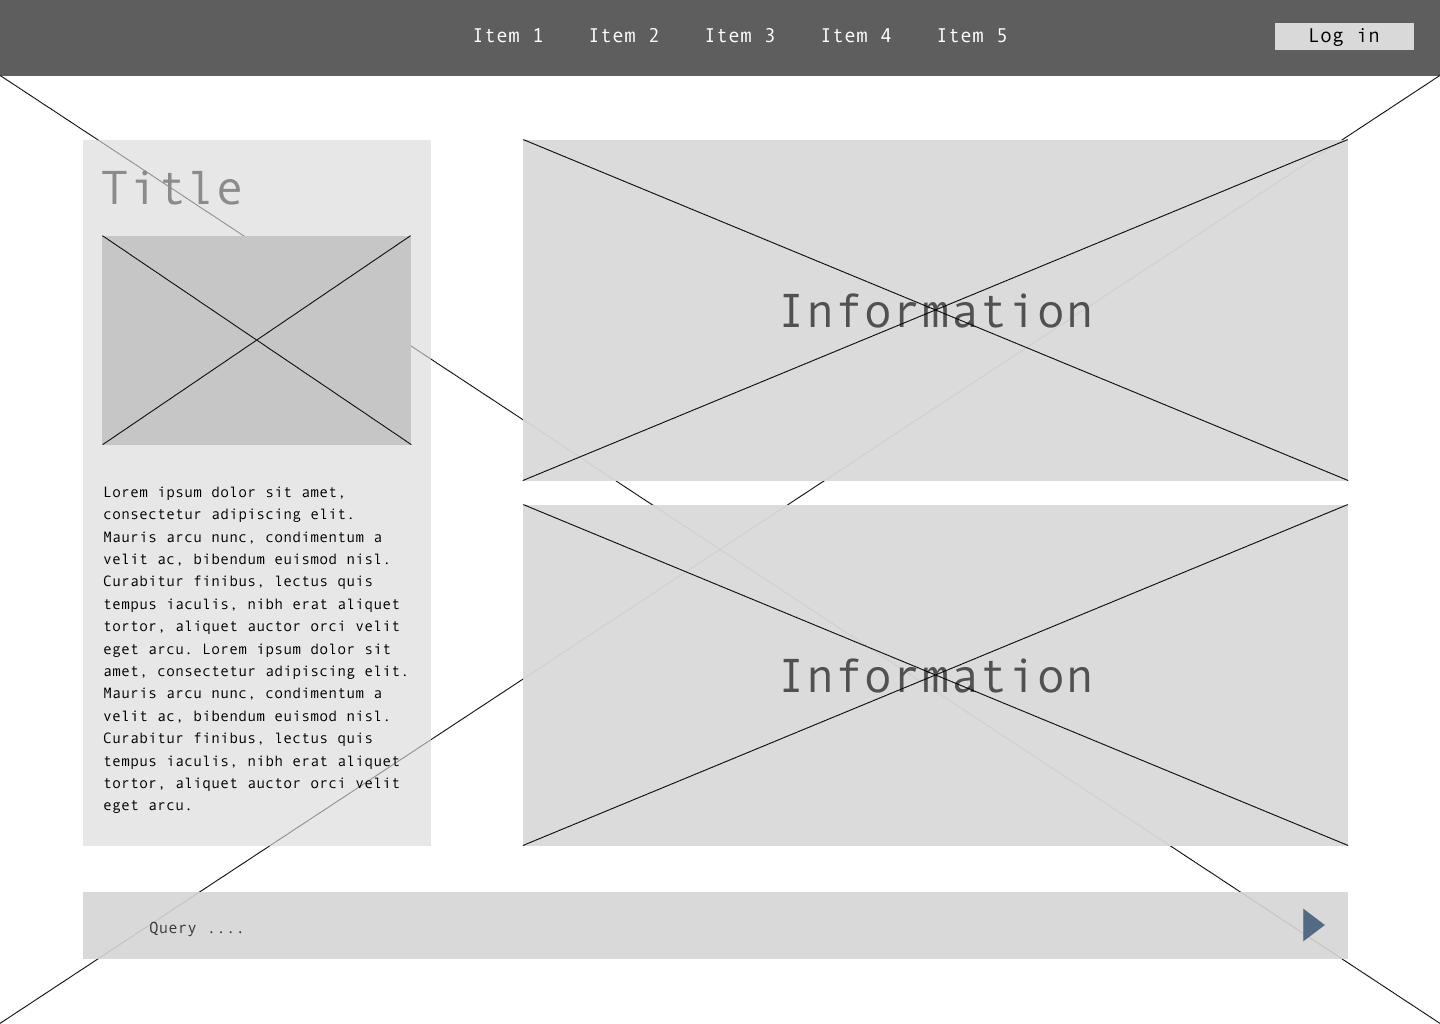 Item 1 Item 2 Item 3 Item 4 Item 5 Log in
Title
Lorem ipsum dolor sit amet,
consectetur adipiscing elit.
Mauris arcu nunc, condimentum a
velit ac, bibendum euismod nisl.
Curabitur finibus, lectus quis
tempus iaculis, nibh erat aliquet
tortor, aliquet auctor orci velit
eget arcu. Lorem ipsum dolor sit
amet, consectetur adipiscing elit.
Mauris arcu nunc, condimentum a
velit ac, bibendum euismod nisl.
Curabitur finibus, lectus quis
tempus iaculis, nibh erat aliquet
tortor, aliquet auctor orci velit
eget arcu.
Information
Information
Query ....